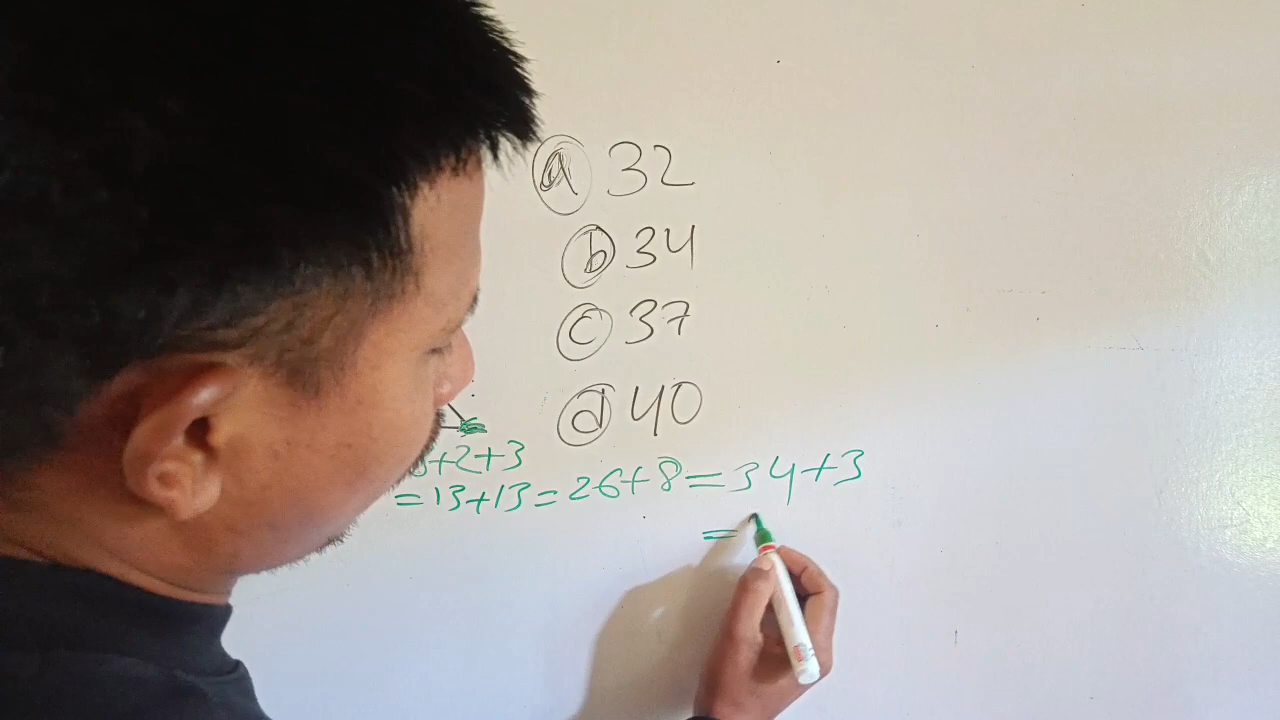 a 32
b 34
c 37
d 40
+2+3
=13+13=26+8=34+3
=